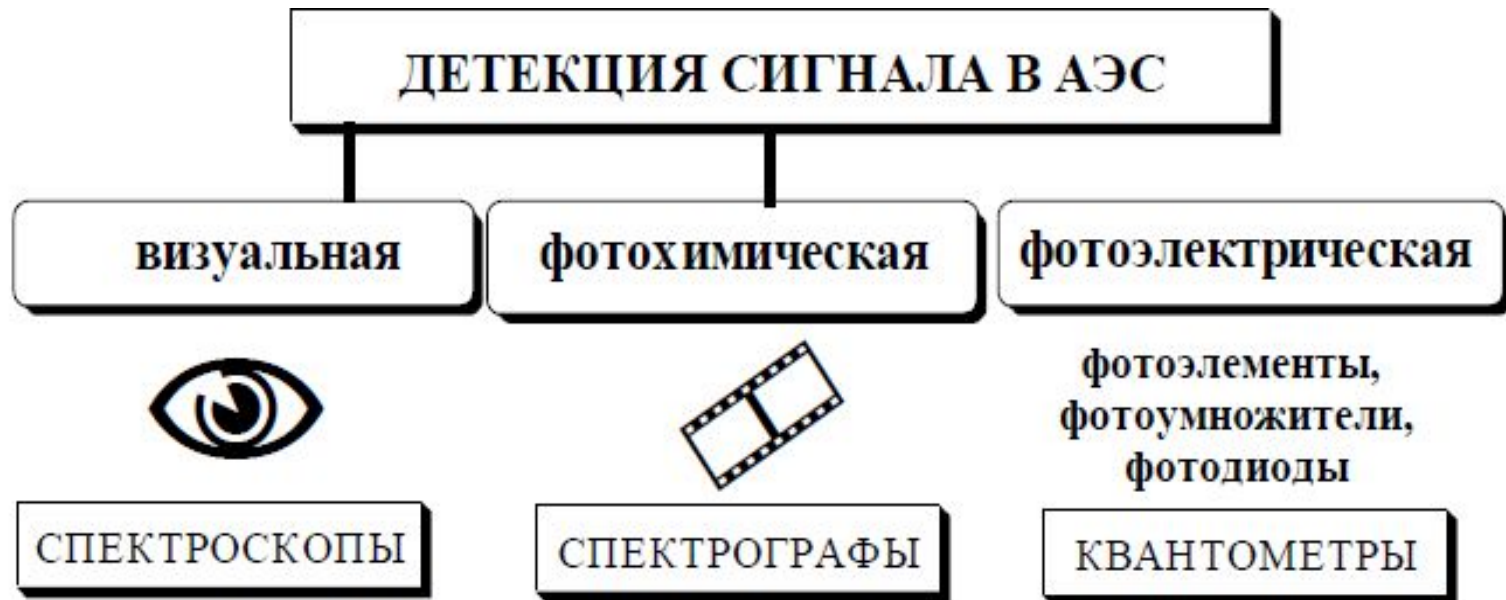 ДЕТЕКЦИЯ СИГНАЛА В АЭС
визуальная
фотохимическая
фотоэлектрическая
фотоэлементы,
фотоумножители,
фотодиоды
СПЕКТРОСКОПЫ
СПЕКТРОГРАФЫ
КВАНТОМЕТРЫ